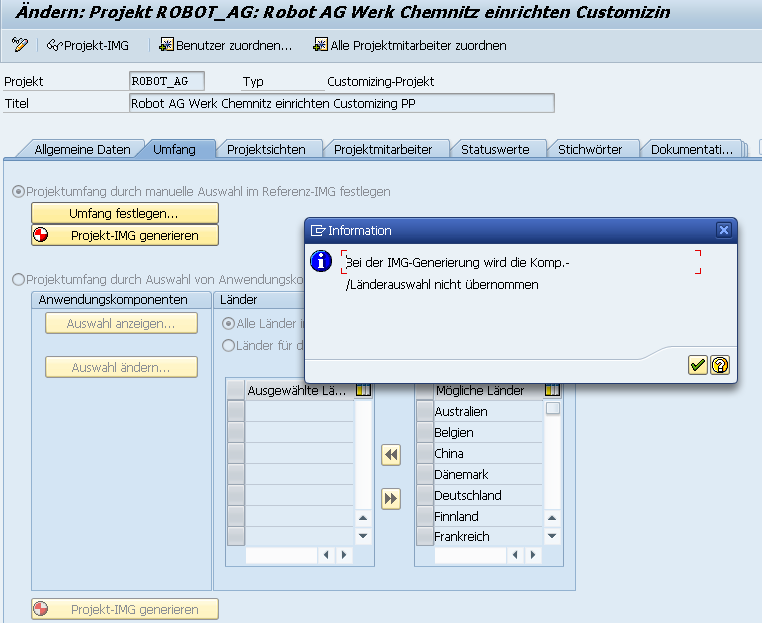 Ändern: Projekt ROBOT_AG: Robot AG Werk Chemnitz einrichten Customizin
Projekt-IMG Benutzer zuordnen... Alle Projektmitarbeiter zuordnen
Projekt ROBOT_AG Typ Customizing-Projekt
Titel Robot AG Werk Chemnitz einrichten Customizing PP
Allgemeine Daten Umfang Projektsichten Projektmitarbeiter Statuswerte Stichwörter Dokumentati...
Projektumfang durch manuelle Auswahl im Referenz-IMG festlegen
Umfang festlegen...
Projekt-IMG generieren
Information
Bei der IMG-Generierung wird die Komp.-
/Länderauswahl nicht übernommen
Projektumfang durch Auswahl von Anwendungsko
Anwendungskomponenten Länder
Auswahl anzeigen... Alle Länder i
Länder für d
Auswahl ändern...
Ausgewählte Lä... Mögliche Länder
Australien
Belgien
China
Dänemark
Deutschland
Finnland
Frankreich
Projekt-IMG generieren